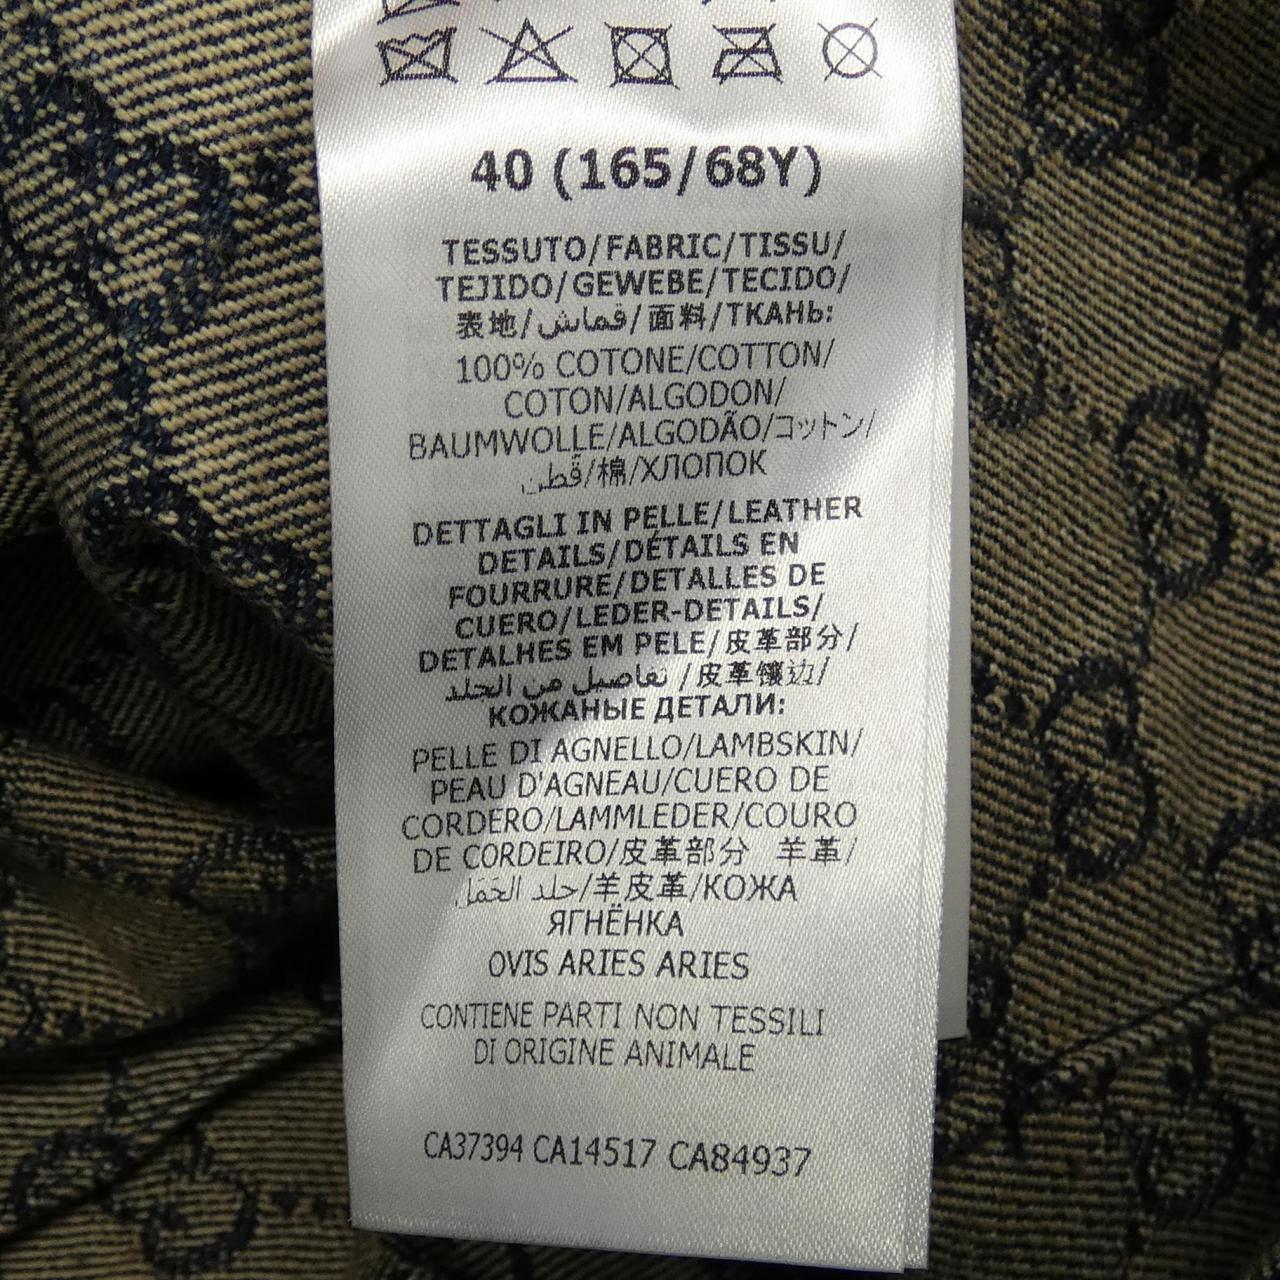 40 (165/68Y)
TESSUTO/FABRIC/TISSU/
TEJIDO/GEWEBE/TECIDO/
表地/قماش/面料/ТКАНЬ:
100% COTONE/COTTON/
COTON/ALGODON/
BAUMWOLLE/ALGODÃO/コットン/
قطن/棉/ХЛОПОК
DETTAGLI IN PELLE/LEATHER
DETAILS/DÉTAILS EN
FOURRURE/DETALLES DE
CUERO/LEDER-DETAILS/
DETALHES EM PELE/皮革部分/
تفاصيل من الجلد/皮革镶边/
КОЖАНЫЕ ДЕТАЛИ:
PELLE DI AGNELLO/LAMBSKIN/
PEAU D'AGNEAU/CUERO DE
CORDERO/LAMMLEDER/COURO
DE CORDEIRO/皮革部分 羊革/
جلد الحَمَل/羊皮革/КОЖА
ЯГНЁНКА
OVIS ARIES ARIES
CONTIENE PARTI NON TESSILI
DI ORIGINE ANIMALE
CA37394 CA14517 CA84937